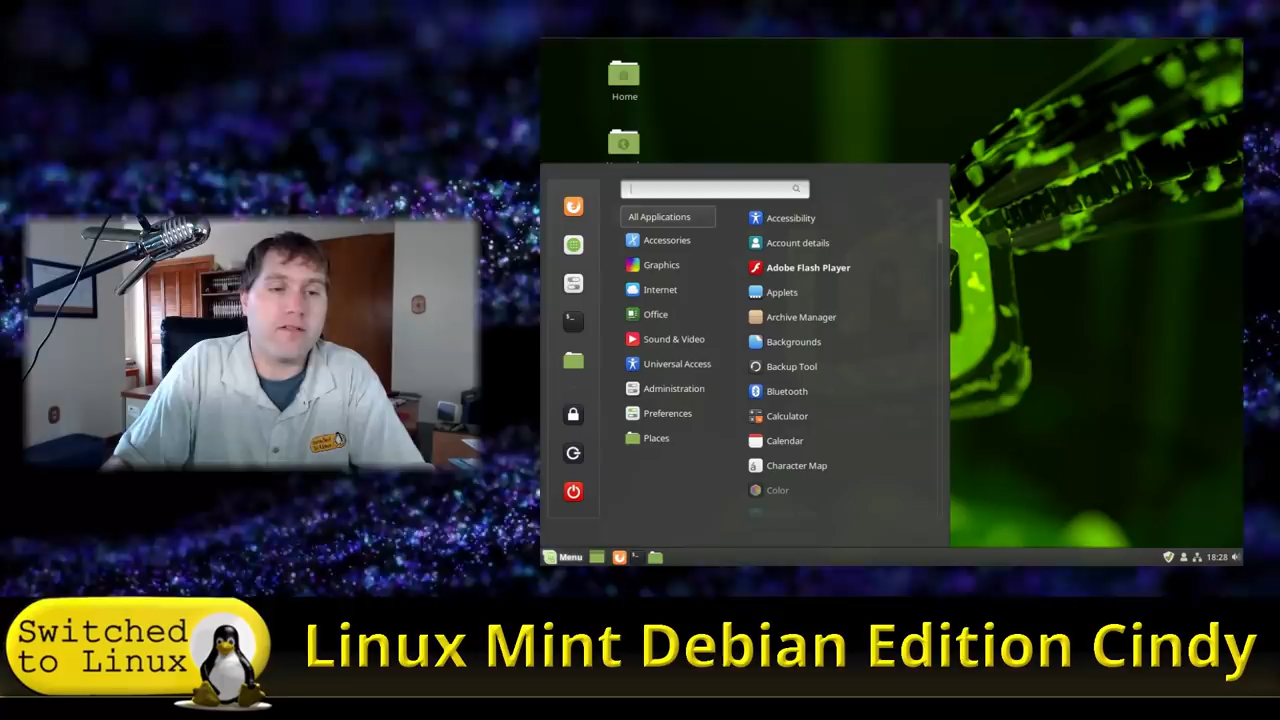 Home
All Applications
Accessories
Graphics
Internet
Office
Sound & Video
Universal Access
Administration
Preferences
Places
Accessibility
Account details
Adobe Flash Player
Applets
Archive Manager
Backgrounds
Backup Tool
Bluetooth
Calculator
Calendar
Character Map
Color
Menu
18:28
Switched
to Linux
Linux Mint Debian Edition Cindy